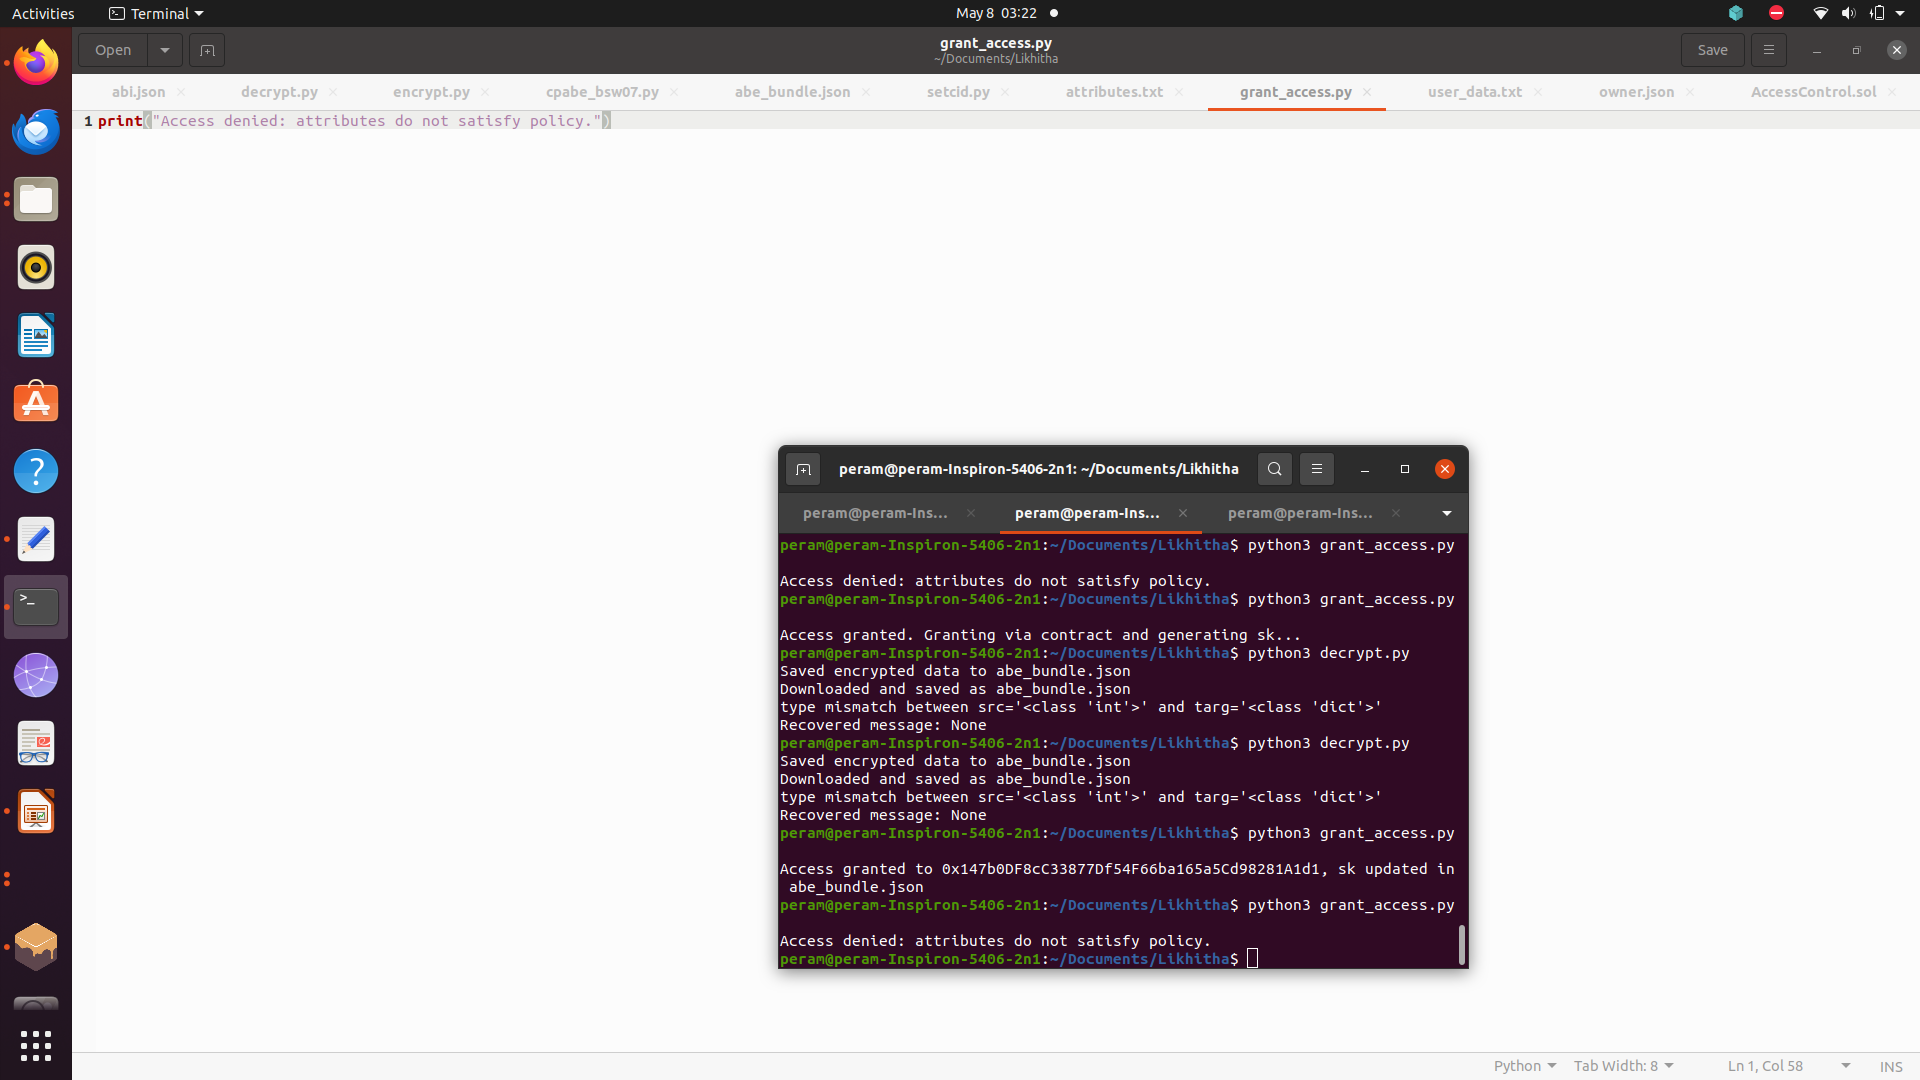 Activities
Terminal
May 8 03:22
Open
grant_access.py
~/Documents/Likhitha
Save
abi.json
decrypt.py
encrypt.py
cpabe_bsw07.py
abe_bundle.json
setcid.py
attributes.txt
grant_access.py
user_data.txt
owner.json
AccessControl.sol
1 print("Access denied: attributes do not satisfy policy.")
peram@peram-Inspiron-5406-2n1: ~/Documents/Likhitha
peram@peram-Ins...
peram@peram-Ins...
peram@peram-Ins...
peram@peram-Inspiron-5406-2n1:~/Documents/Likhitha$ python3 grant_access.py
Access denied: attributes do not satisfy policy.
peram@peram-Inspiron-5406-2n1:~/Documents/Likhitha$ python3 grant_access.py
Access granted. Granting via contract and generating sk...
peram@peram-Inspiron-5406-2n1:~/Documents/Likhitha$ python3 decrypt.py
Saved encrypted data to abe_bundle.json
Downloaded and saved as abe_bundle.json
type mismatch between src='<class 'int'>' and targ='<class 'dict'>'
Recovered message: None
peram@peram-Inspiron-5406-2n1:~/Documents/Likhitha$ python3 decrypt.py
Saved encrypted data to abe_bundle.json
Downloaded and saved as abe_bundle.json
type mismatch between src='<class 'int'>' and targ='<class 'dict'>'
Recovered message: None
peram@peram-Inspiron-5406-2n1:~/Documents/Likhitha$ python3 grant_access.py
Access granted to 0x147b0DF8cC33877Df54F66ba165a5Cd98281A1d1, sk updated in
abe_bundle.json
peram@peram-Inspiron-5406-2n1:~/Documents/Likhitha$ python3 grant_access.py
Access denied: attributes do not satisfy policy.
peram@peram-Inspiron-5406-2n1:~/Documents/Likhitha$
Python
Tab Width: 8
Ln 1, Col 58
INS